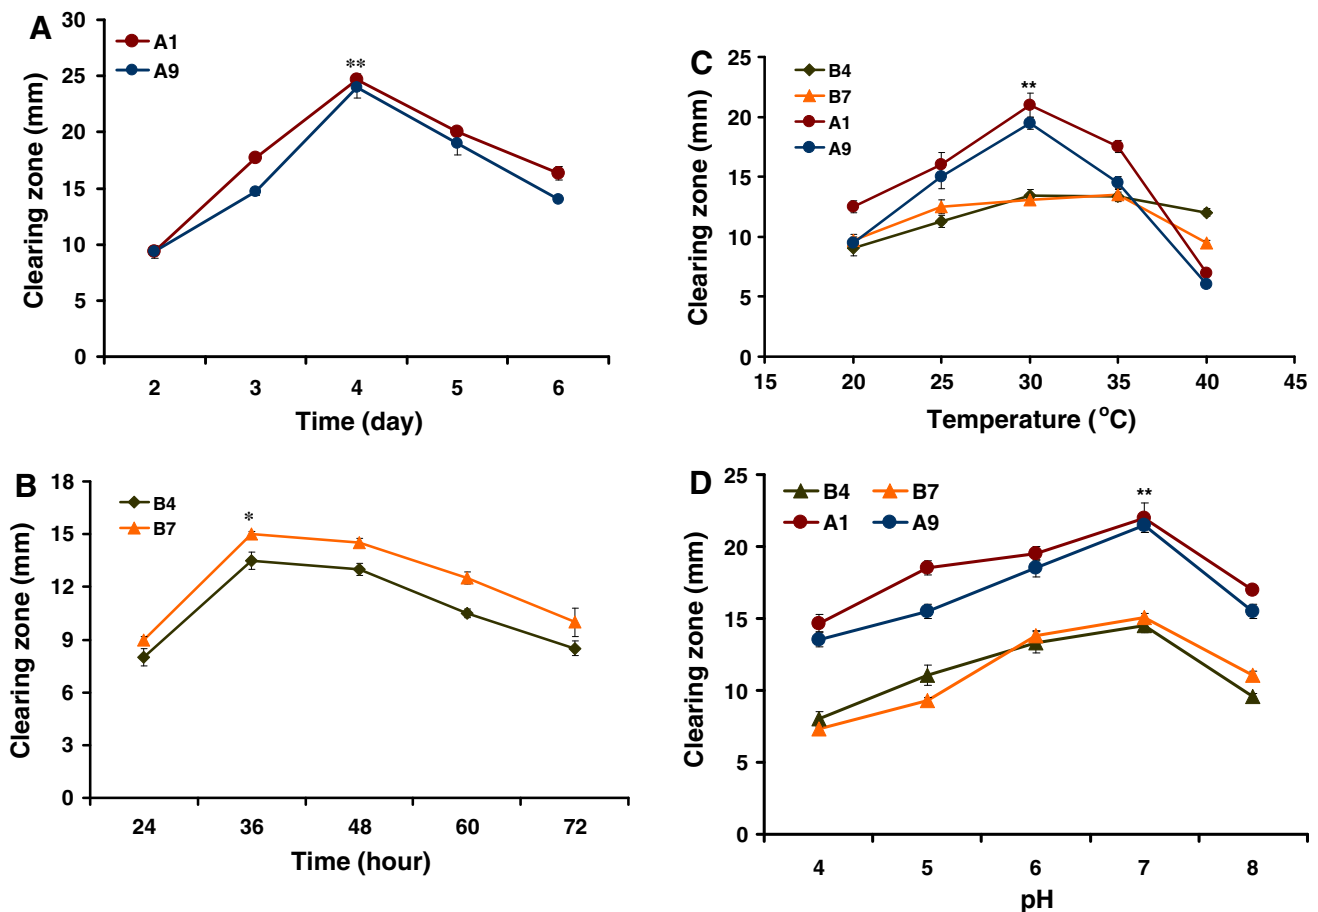 A
Clearing zone (mm)
30
25
20
15
10
5
0
A1
A9
**
2 3 4 5 6
Time (day)
B
Clearing zone (mm)
18
15
12
9
6
3
0
B4
B7
*
24 36 48 60 72
Time (hour)
C
Clearing zone (mm)
25
20
15
10
5
0
B4
B7
A1
A9
**
15 20 25 30 35 40 45
Temperature (°C)
D
Clearing zone (mm)
25
20
15
10
5
0
B4 B7
A1 A9
**
4 5 6 7 8
pH